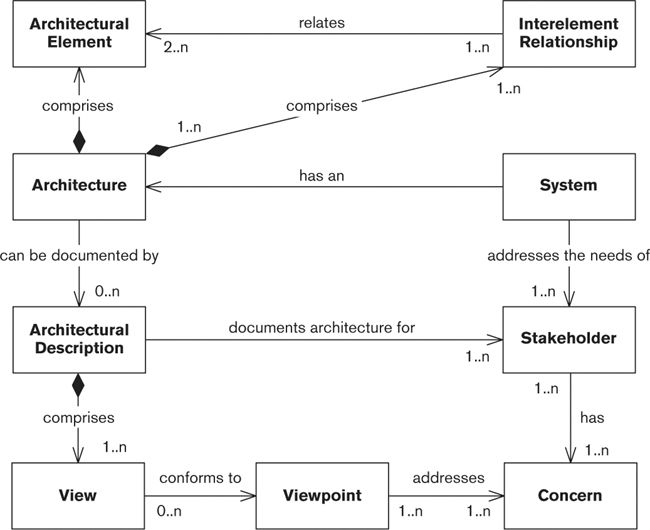 Architectural
Element
relates
2..n
1..n
Interelement
Relationship
comprises
1..n
comprises
1..n
Architecture
has an
System
can be documented by
0..n
addresses the needs of
1..n
Architectural
Description
documents architecture for
1..n
Stakeholder
1..n
comprises
1..n
has
1..n
View
conforms to
0..n
Viewpoint
addresses
1..n
1..n
Concern